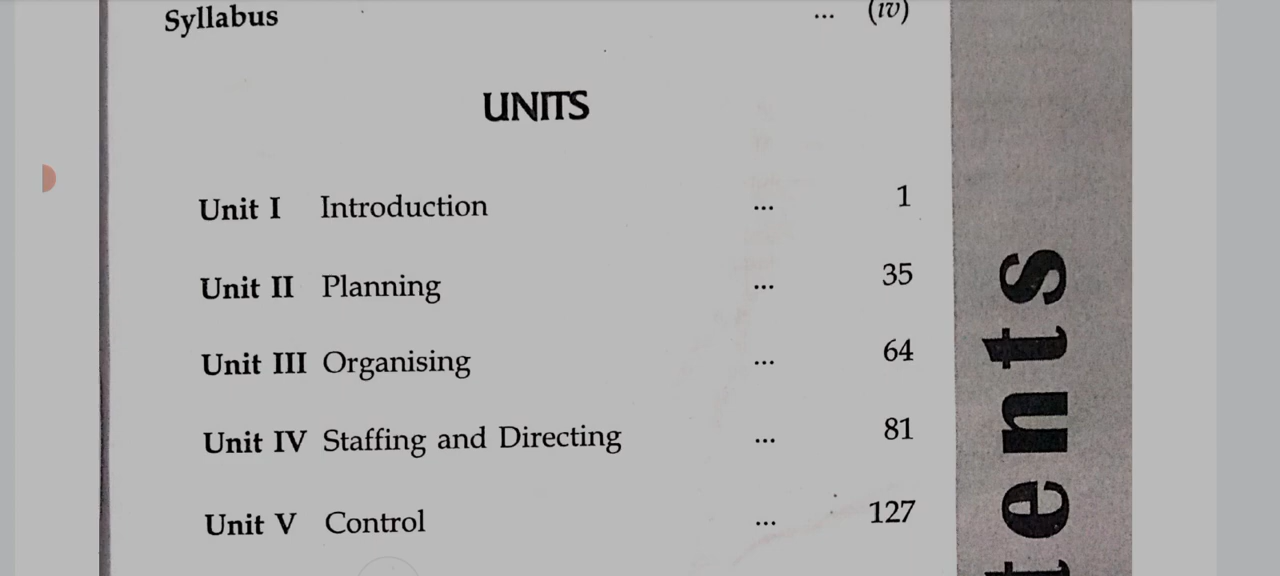 Syllabus ... (iv)
UNITS
Unit I Introduction ... 1
Unit II Planning ... 35
Unit III Organising ... 64
Unit IV Staffing and Directing ... 81
Unit V Control ... 127
tents